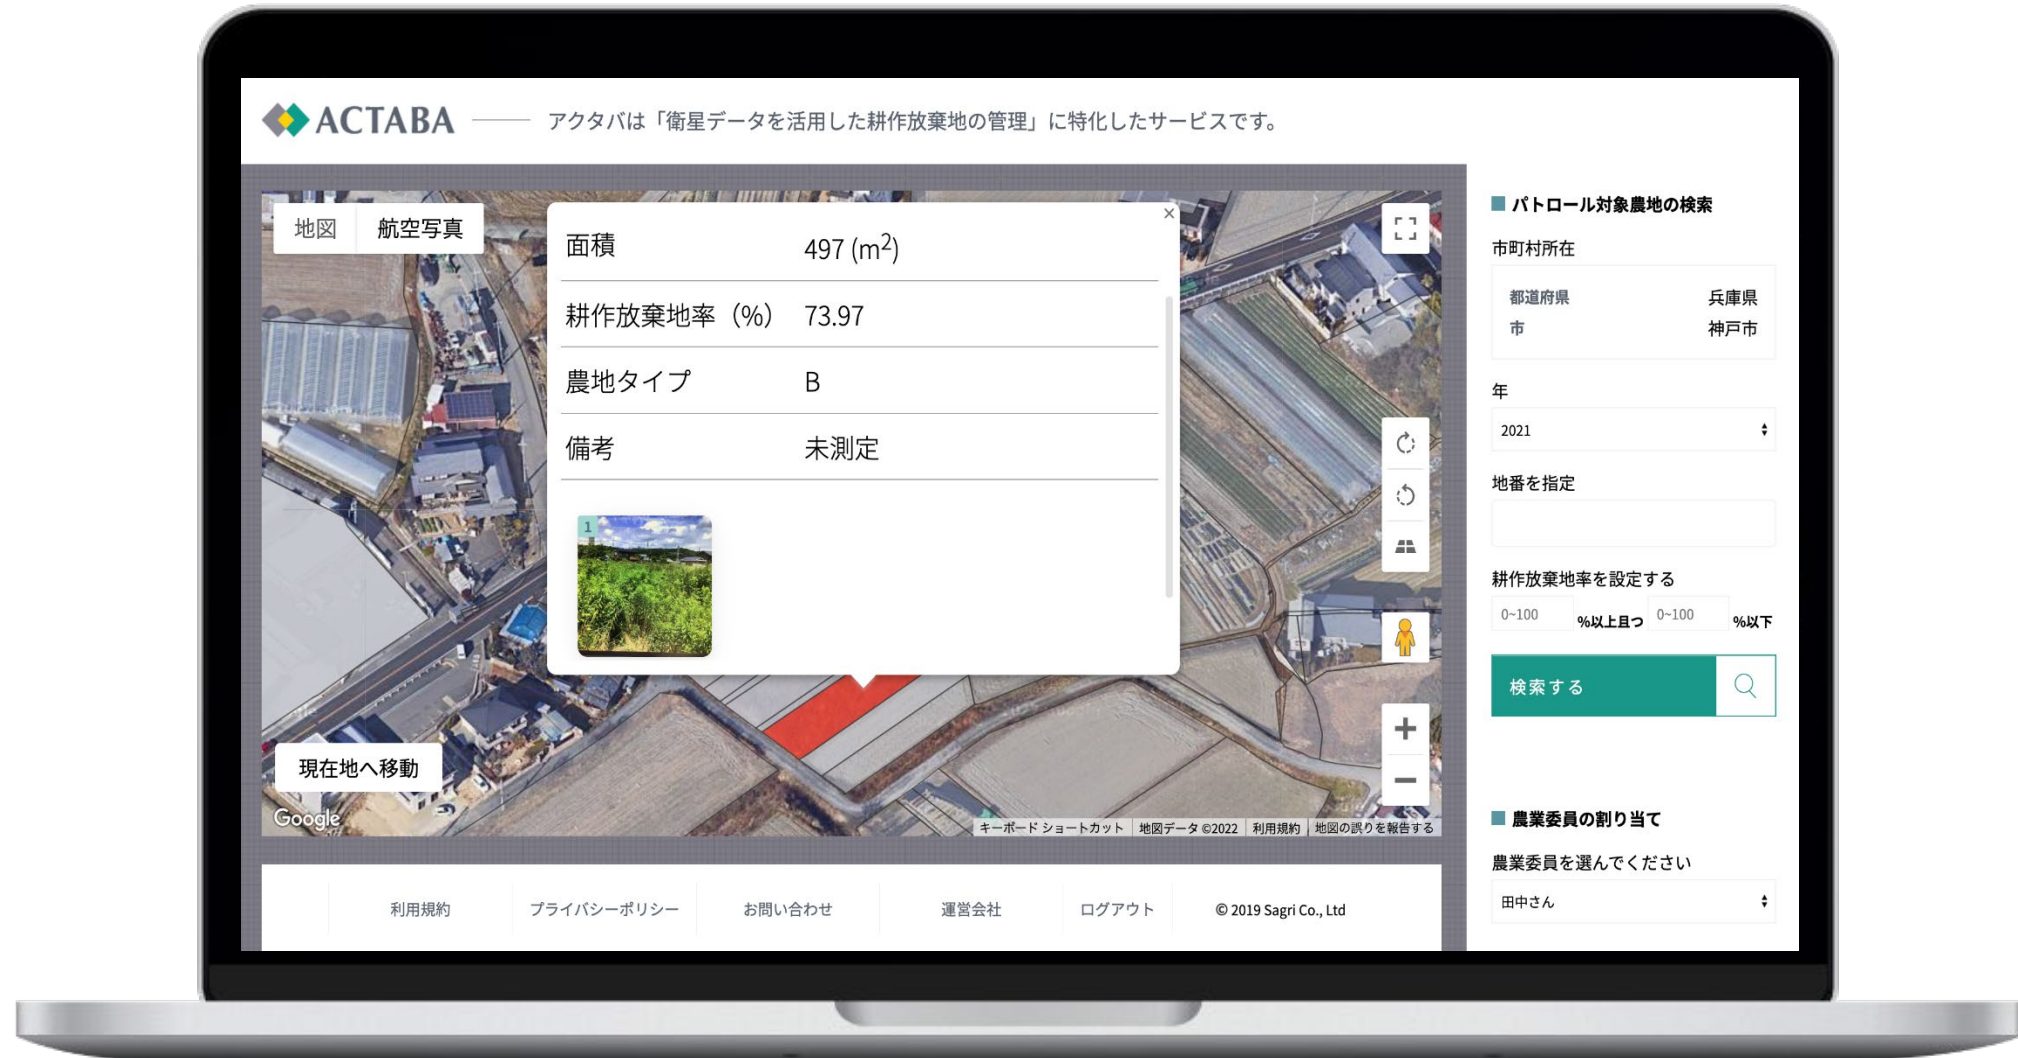 ACTABA
アクタバは「衛星データを活用した耕作放棄地の管理」に特化したサービスです。
地図 航空写真
×
面積 497 (m²)
耕作放棄地率（%） 73.97
農地タイプ B
備考 未測定
1
現在地へ移動
Google
キーボード ショートカット 地図データ ©2022 利用規約 地図の誤りを報告する
利用規約 プライバシーポリシー お問い合わせ 運営会社 ログアウト © 2019 Sagri Co., Ltd
パトロール対象農地の検索
市町村所在
都道府県 兵庫県
市 神戸市
年
2021
地番を指定
耕作放棄地率を設定する
0~100 %以上且つ 0~100 %以下
検索する
農業委員の割り当て
農業委員を選んでください
田中さん